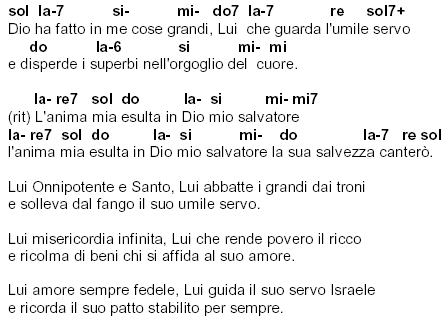 sol la-7 si- mi- do7 la-7 re sol7+
Dio ha fatto in me cose grandi, Lui che guarda l'umile servo
do la-6 si mi- mi
e disperde i superbi nell'orgoglio del cuore.
la- re7 sol do la- si mi- mi7
(rit) L'anima mia esulta in Dio mio salvatore
la- re7 sol do la- si mi- do la-7 re sol
l'anima mia esulta in Dio mio salvatore la sua salvezza canterò.
Lui Onnipotente e Santo, Lui abbatte i grandi dai troni
e solleva dal fango il suo umile servo.
Lui misericordia infinita, Lui che rende povero il ricco
e ricolma di beni chi si affida al suo amore.
Lui amore sempre fedele, Lui guida il suo servo Israele
e ricorda il suo patto stabilito per sempre.